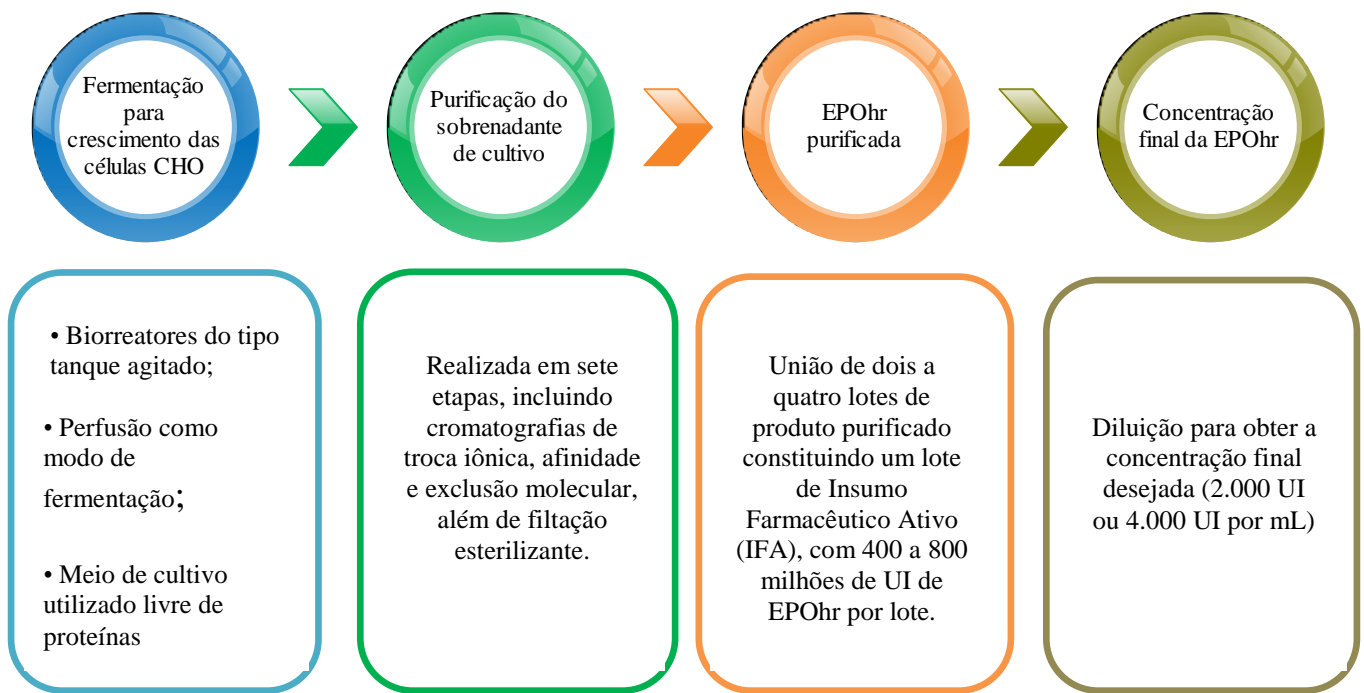 Fermentação
para
crescimento das
células CHO
Purificação do
sobrenadante
de cultivo
EPOhr
purificada
Concentração
final da EPOhr
• Biorreatores do tipo
tanque agitado;
• Perfusão como
modo de
fermentação;
• Meio de cultivo
utilizado livre de
proteínas
Realizada em sete
etapas, incluindo
cromatografias de
troca iônica, afinidade
e exclusão molecular,
além de filtação
esterilizante.
União de dois a
quatro lotes de
produto purificado
constituindo um lote
de Insumo
Farmacêutico Ativo
(IFA), com 400 a 800
milhões de UI de
EPOhr por lote.
Diluição para obter a
concentração final
desejada (2.000 UI
ou 4.000 UI por mL)